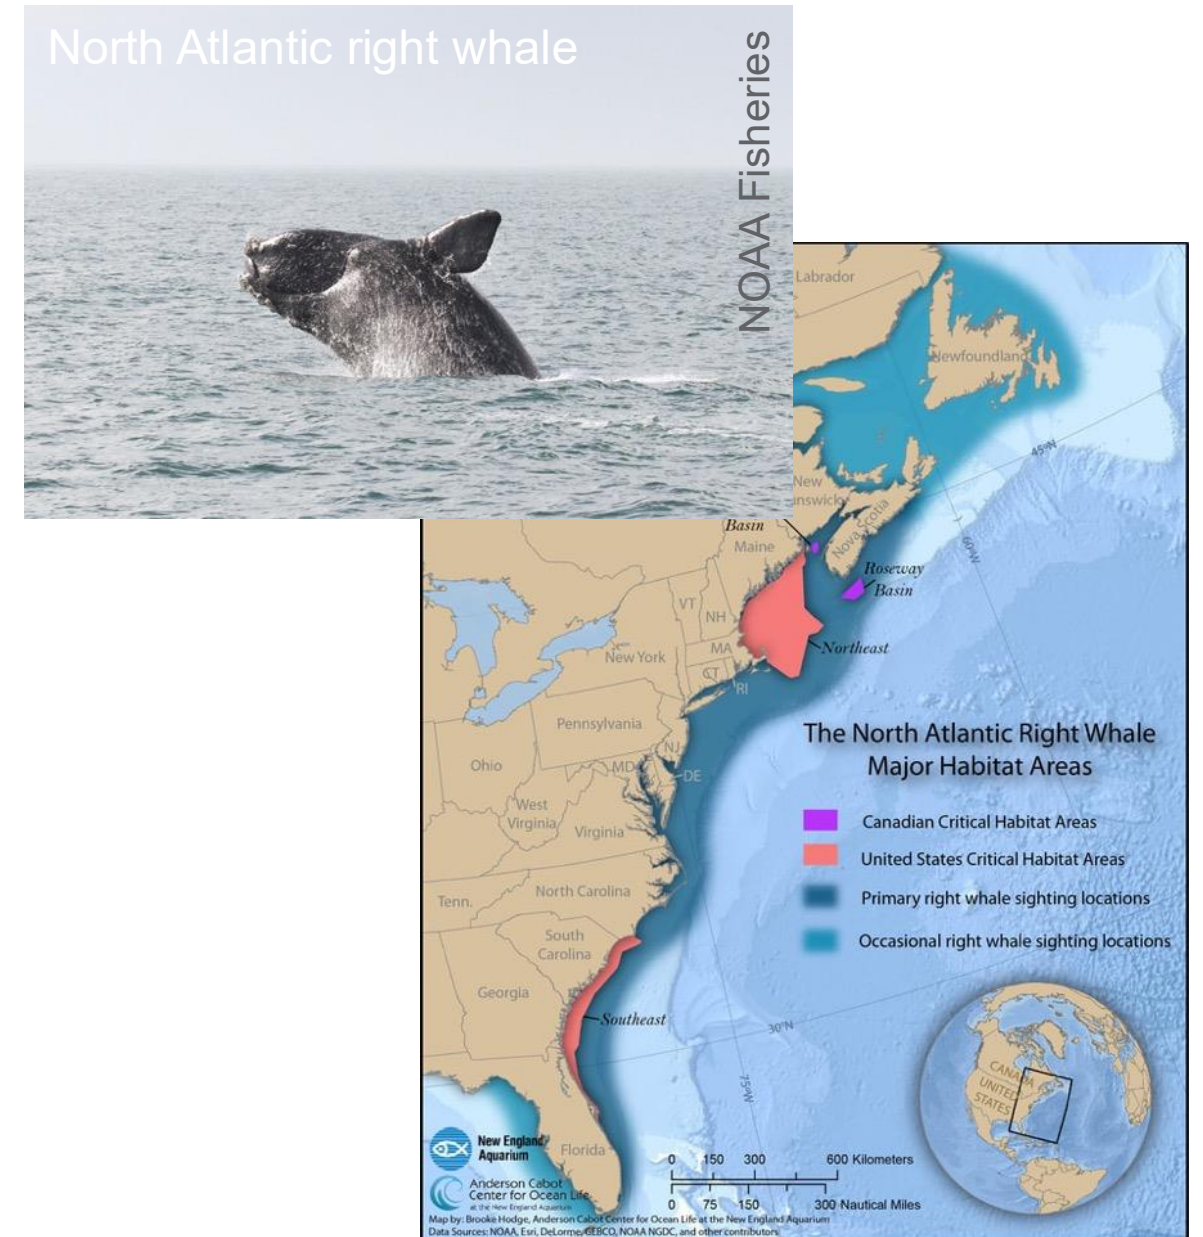 North Atlantic right whale
NOAA Fisheries
Labrador
Newfoundland
45°N
New
unswick
Nova Scotia
60°W
Basin
Maine
Roseway
Basin
VT
NH
MA
Northeast
New York
CT
RI
Pennsylvania
NJ
Ohio
MD
DE
West
Virginia
Virginia
The North Atlantic Right Whale
Major Habitat Areas
Canadian Critical Habitat Areas
United States Critical Habitat Areas
Primary right whale sighting locations
Occasional right whale sighting locations
North Carolina
Tenn.
South
Carolina
Georgia
Southeast
30°N
75°W
CANADA
UNITED
STATES
Florida
New England
Aquarium
Anderson Cabot
Center for Ocean Life
at the New England Aquarium
0 150 300 600 Kilometers
0 75 150 300 Nautical Miles
Map by: Brooke Hodge, Anderson Cabot Center for Ocean Life at the New England Aquarium
Data Sources: NOAA, Esri, DeLorme, GEBCO, NOAA NGDC, and other contributors